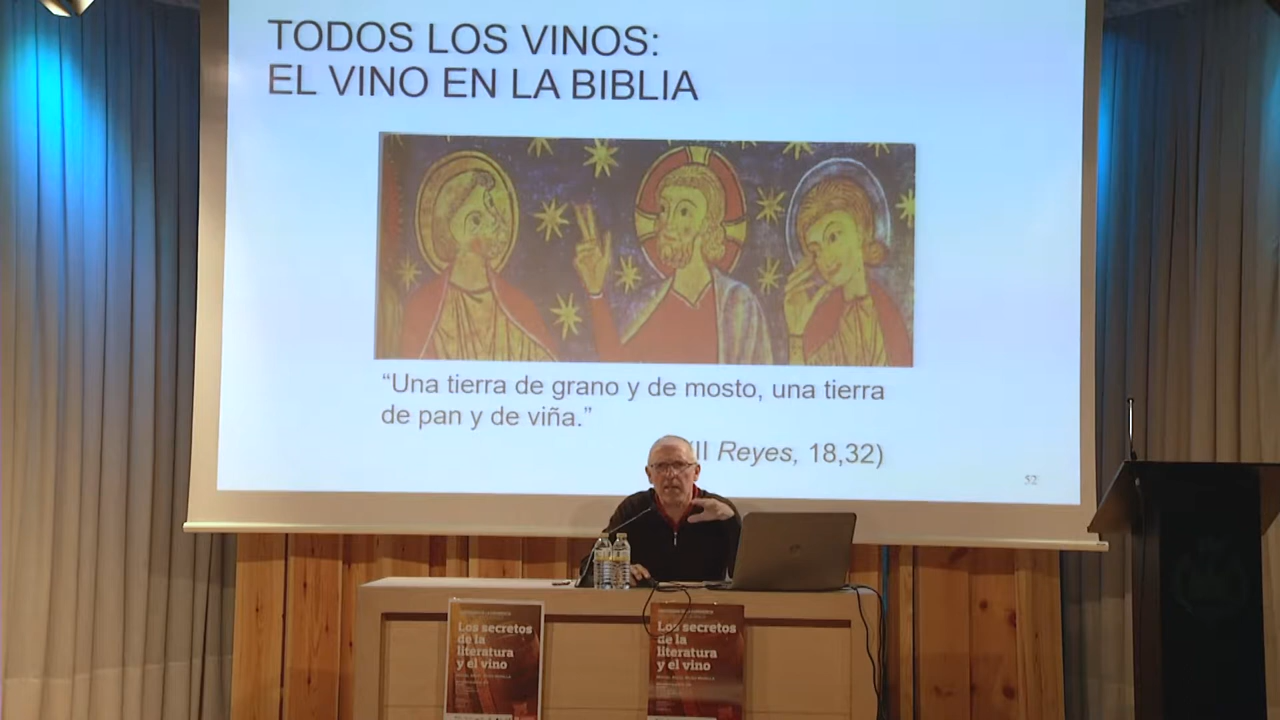 TODOS LOS VINOS:
EL VINO EN LA BIBLIA
“Una tierra de grano y de mosto, una tierra
de pan y de viña.”
(II Reyes, 18,32)
52
Los secretos
de la
literatura
y el vino
Los secretos
de la
literatura
y el vino